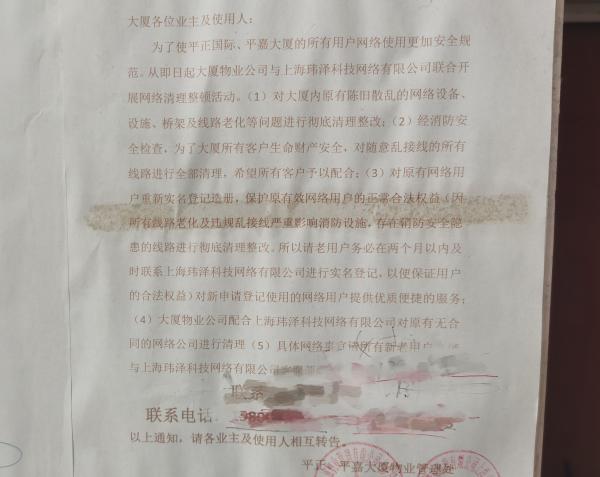 大厦各位业主及使用人：
为了使平正国际、平嘉大厦的所有用户网络使用更加安全规
范。从即日起大厦物业公司与上海玮泽科技网络有限公司联合开
展网络清理整顿活动。（1）对大厦内原有陈旧散乱的网络设备、
设施、桥架及线路老化等问题进行彻底清理整改；（2）经消防安
全检查，为了大厦所有客户生命财产安全，对随意乱接线的所有
线路进行全部清理，希望所有客户予以配合；（3）对原有网络用
户重新实名登记造册，保护原有效网络用户的正常合法权益（因
所有线路老化及违规乱接线严重影响消防设施，存在消防安全隐
患的线路进行彻底清理整改。所以请老用户务必在两个月以内及
时联系上海玮泽科技网络有限公司进行实名登记，以便保证用户
的合法权益）对新申请登记使用的网络用户提供优质便捷的服务；
（4）大厦物业公司配合上海玮泽科技网络有限公司对原有无合
同的网络公司进行清理（5）具体网络事宜请所有新老用户
与上海玮泽科技网络有限公司
联系
联系电话
以上通知，请各业主及使用人相互转告。
平正、平嘉大厦物业管理处